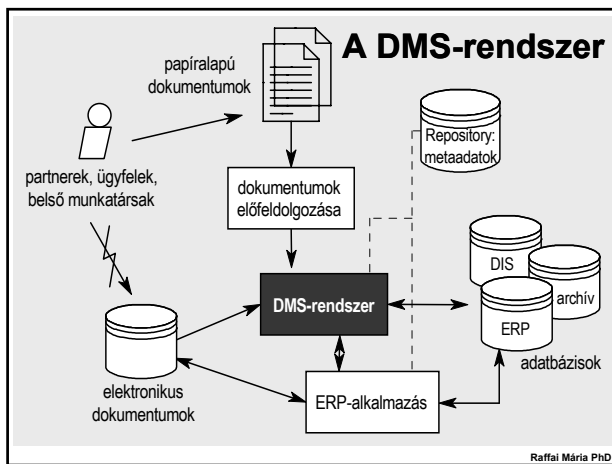 A DMS-rendszer
papíralapú
dokumentumok
Repository:
metaadatok
partnerek, ügyfelek,
belső munkatársak
dokumentumok
előfeldolgozása
DIS
archív
DMS-rendszer
ERP
adatbázisok
elektronikus
dokumentumok
ERP-alkalmazás
Raffai Mária PhD